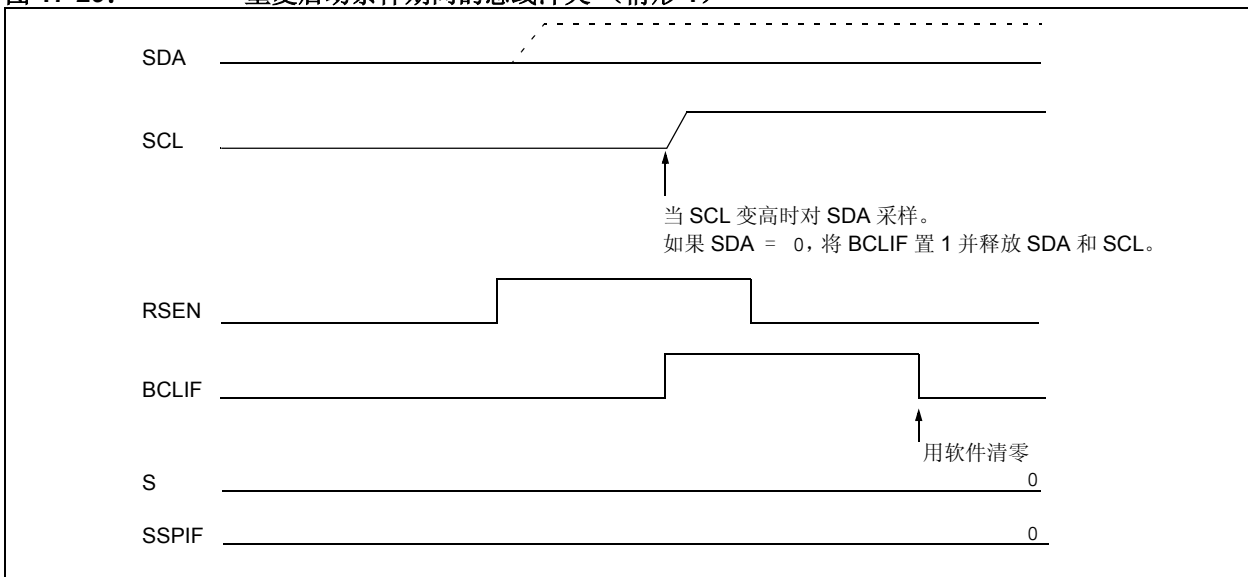 SDA
SCL
当 SCL 变高时对 SDA 采样。
如果 SDA = 0，将 BCLIF 置 1 并释放 SDA 和 SCL。
RSEN
BCLIF
用软件清零
S
0
SSPIF
0